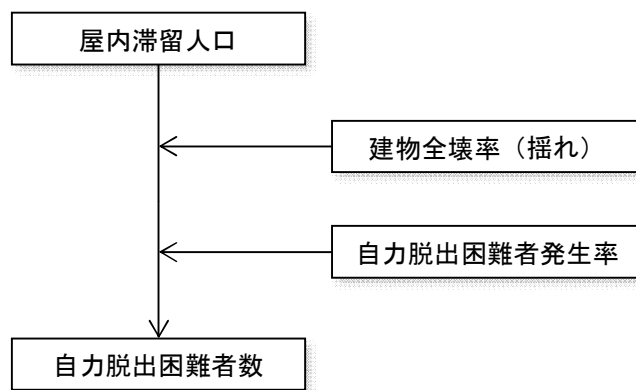 屋内滞留人口
建物全壊率（揺れ）
自力脱出困難者発生率
自力脱出困難者数